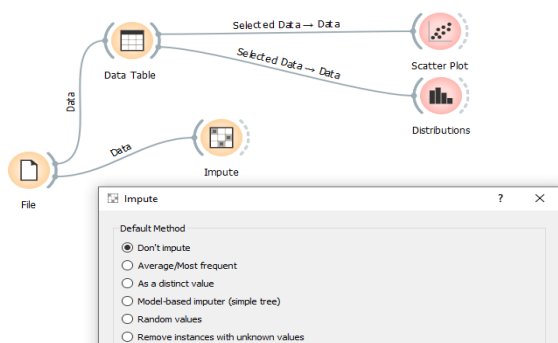 Selected Data → Data
Scatter Plot
Data Table
Selected Data → Data
Distributions
Data
Data
Impute
File
Impute
Default Method
Don't impute
Average/Most frequent
As a distinct value
Model-based imputer (simple tree)
Random values
Remove instances with unknown values